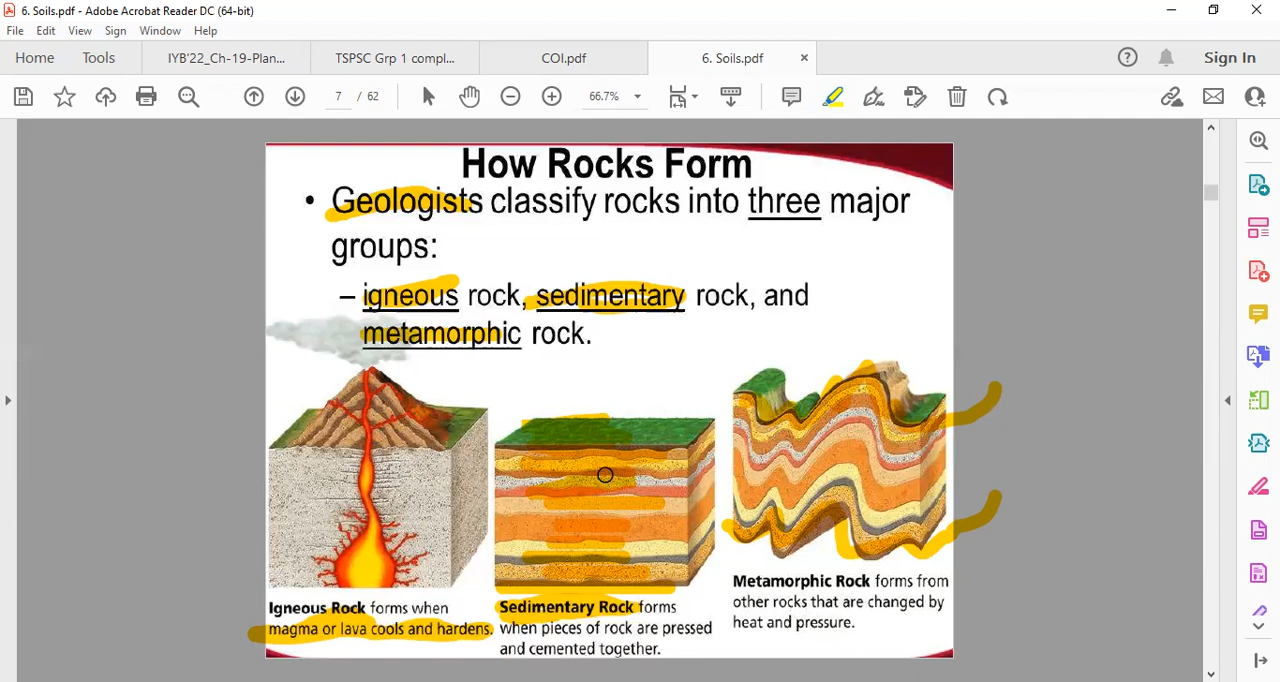 6. Soils.pdf - Adobe Acrobat Reader DC (64-bit)
File Edit View Sign Window Help
Home Tools IYB'22_Ch-19-Plan... TSPSC Grp 1 compl... COI.pdf 6. Soils.pdf × Sign In
7 / 62 66.7%
How Rocks Form
• Geologists classify rocks into three major
groups:
– igneous rock, sedimentary rock, and
metamorphic rock.
Igneous Rock forms when
magma or lava cools and hardens.
Sedimentary Rock forms
when pieces of rock are pressed
and cemented together.
Metamorphic Rock forms from
other rocks that are changed by
heat and pressure.